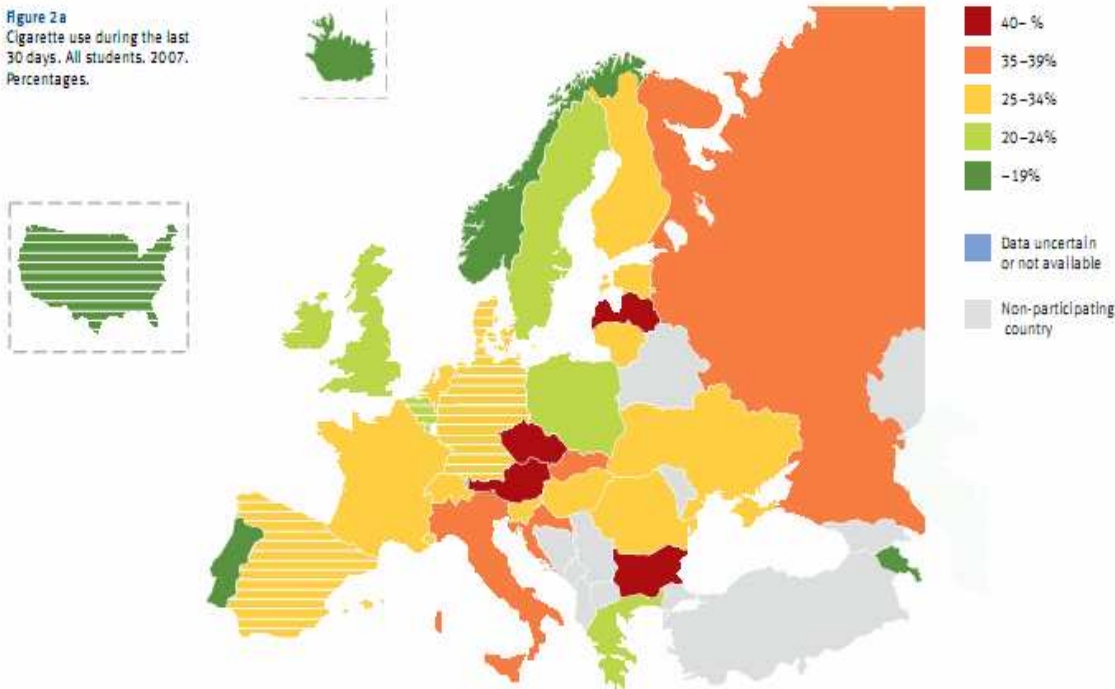 Figure 2a
Cigarette use during the last
30 days. All students. 2007.
Percentages.
40– %
35–39%
25–34%
20–24%
–19%
Data uncertain
or not available
Non-participating
country